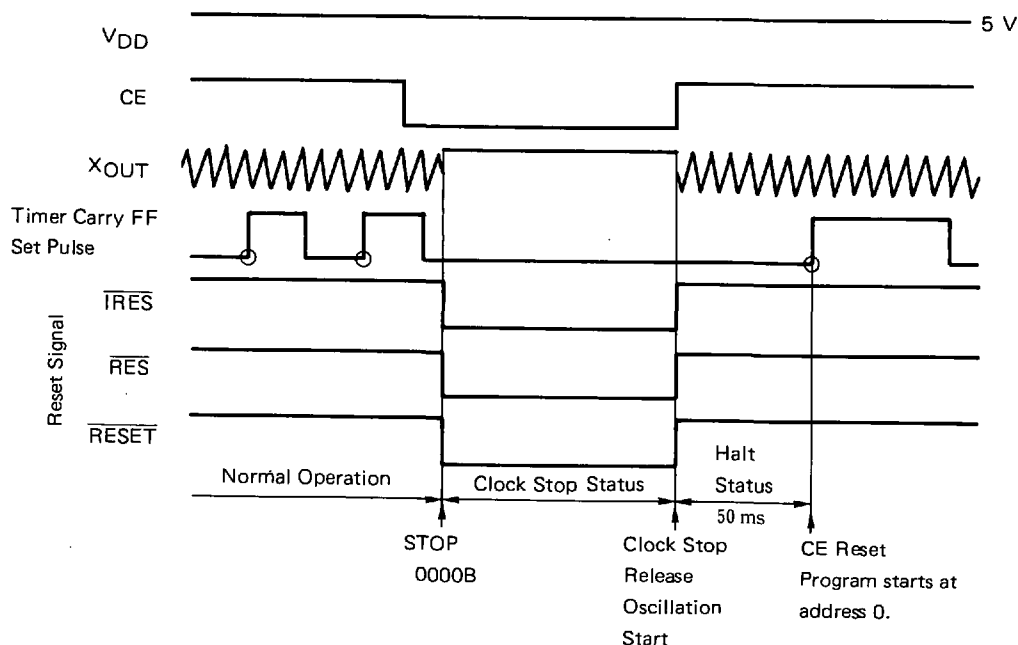 5 V
VDD
CE
XOUT
Timer Carry FF
Set Pulse
IRES
RES
RESET
Reset Signal
Normal Operation
Clock Stop Status
Halt
Status
50 ms
STOP
0000B
Clock Stop
Release
Oscillation
Start
CE Reset
Program starts at
address 0.